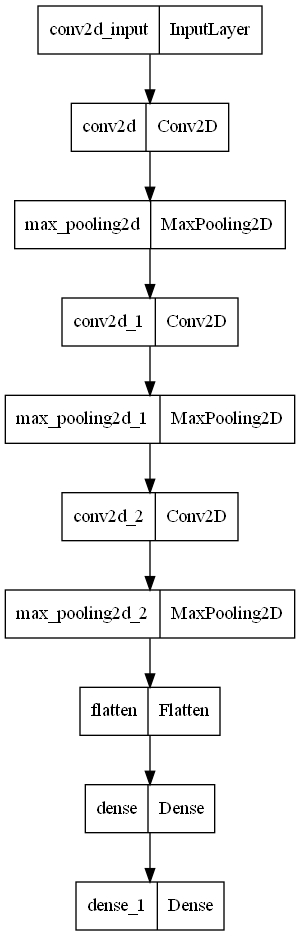 conv2d_input InputLayer
conv2d Conv2D
max_pooling2d MaxPooling2D
conv2d_1 Conv2D
max_pooling2d_1 MaxPooling2D
conv2d_2 Conv2D
max_pooling2d_2 MaxPooling2D
flatten Flatten
dense Dense
dense_1 Dense